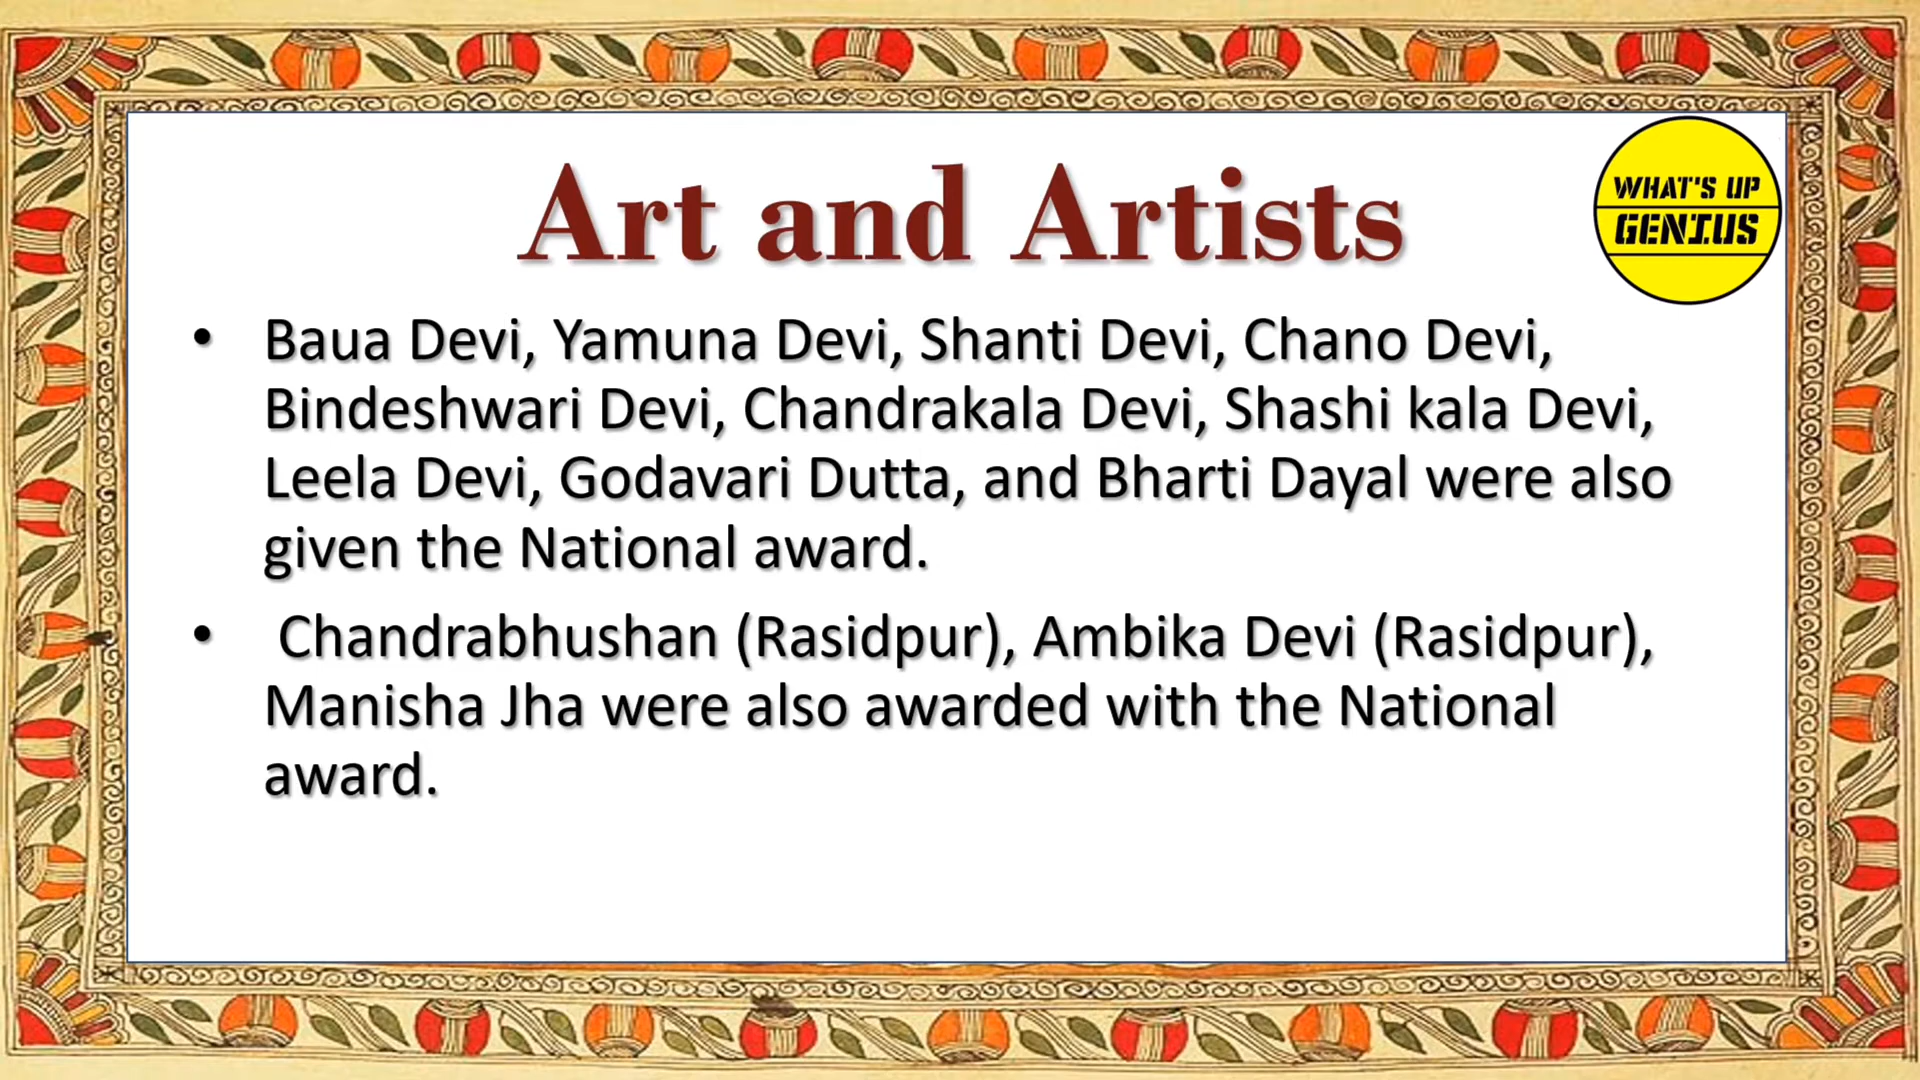 Art and Artists
WHAT'S UP
GENIUS
• Baua Devi, Yamuna Devi, Shanti Devi, Chano Devi,
Bindeshwari Devi, Chandrakala Devi, Shashi kala Devi,
Leela Devi, Godavari Dutta, and Bharti Dayal were also
given the National award.
• Chandrabhushan (Rasidpur), Ambika Devi (Rasidpur),
Manisha Jha were also awarded with the National
award.